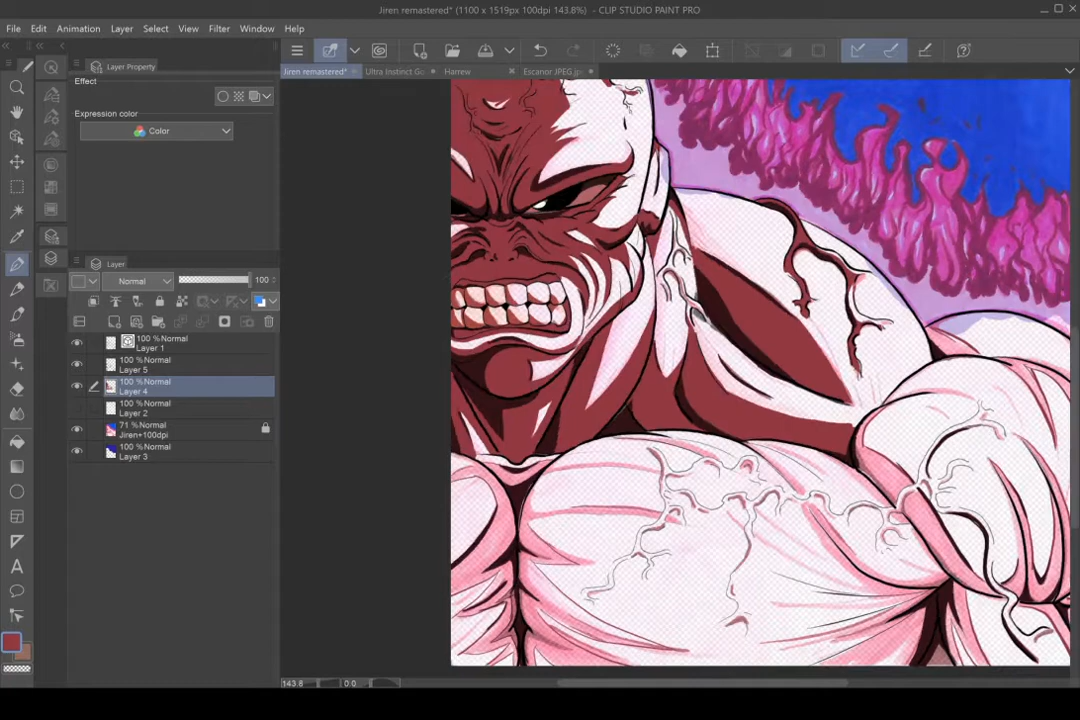 Jiren remastered* (1100 x 1519px 100dpi 143.8%) - CLIP STUDIO PAINT PRO
File Edit Animation Layer Select View Filter Window Help
Layer Property
Jiren remastered*
Ultra Instinct Go
Harrew
Escanor JPEG.jp
Effect
Expression color
Color
Layer
Normal 100
100 %Normal
Layer 1
100 %Normal
Layer 5
100 %Normal
Layer 4
100 %Normal
Layer 2
71 %Normal
Jiren+100dpi
100 %Normal
Layer 3
A
143.8
0.0